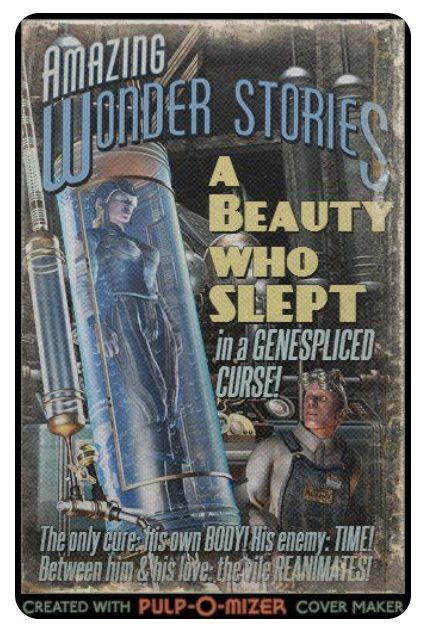 AMAZING
WONDER STORIES
A
BEAUTY
WHO
SLEPT
in a GENESPLICED
CURSE!
The only cure: his own BODY! His enemy: TIME!
Between him & his love: the vile REANIMATES!
CREATED WITH PULP-O-MIZER COVER MAKER